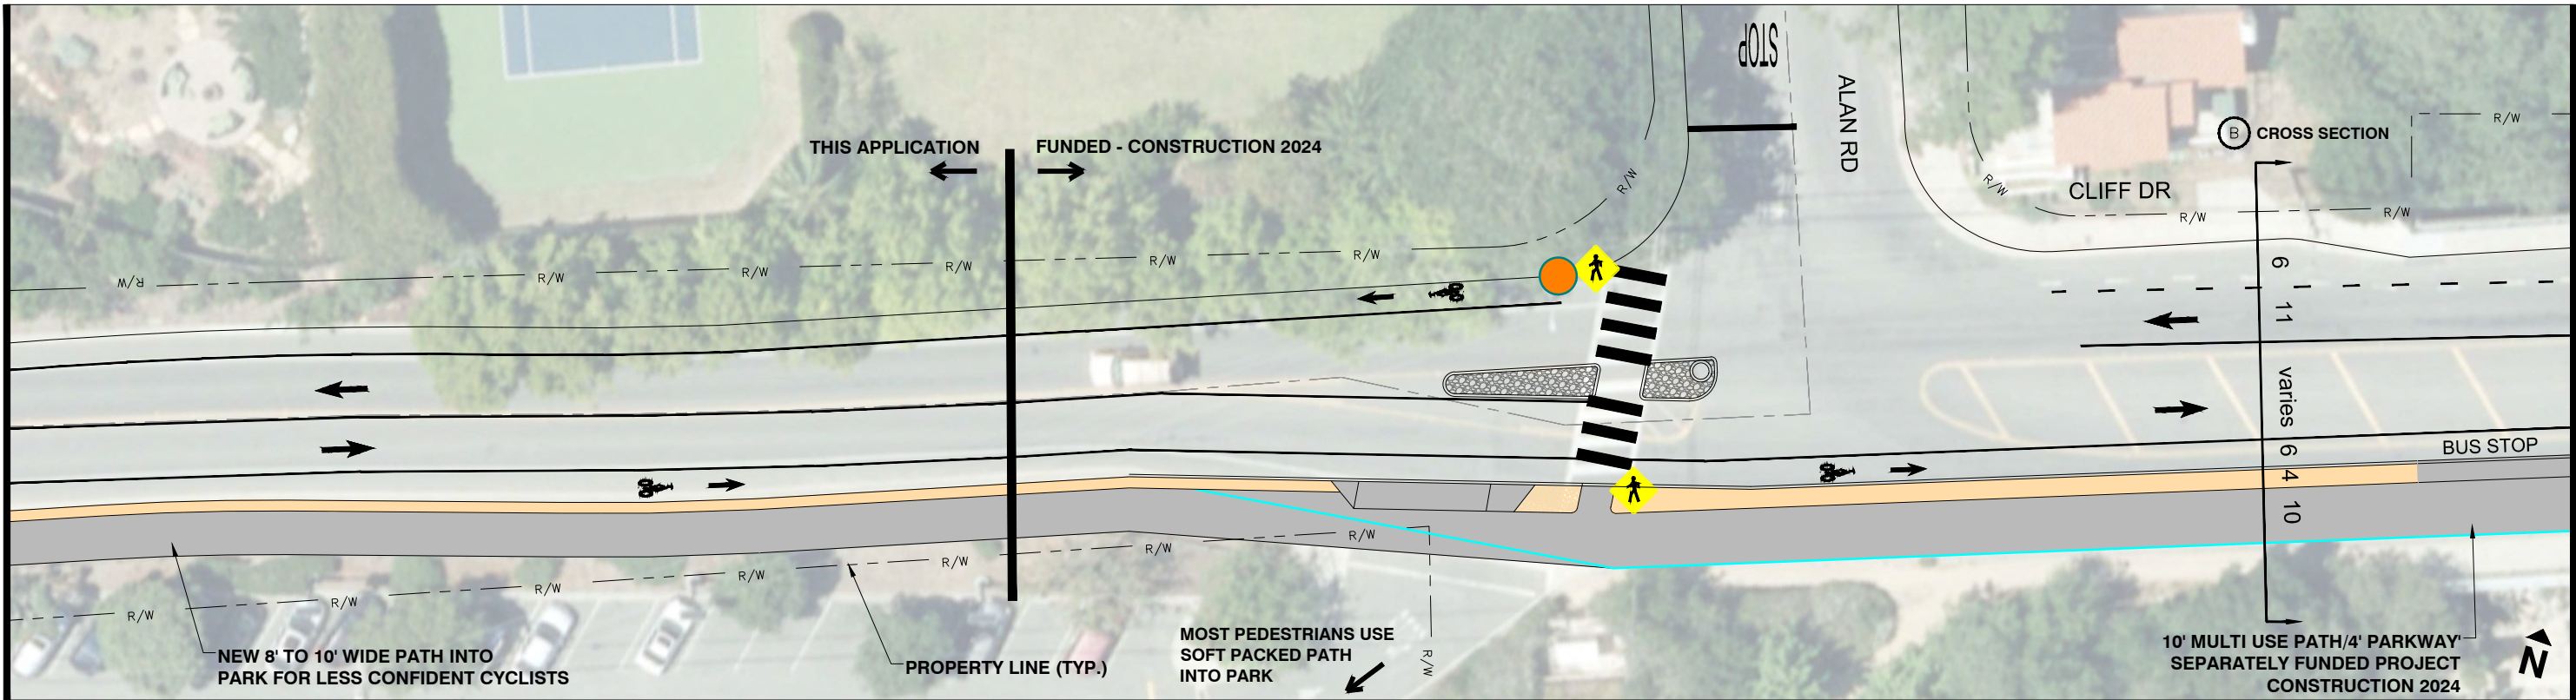 STOP
ALAN RD
THIS APPLICATION
FUNDED - CONSTRUCTION 2024
B
CROSS SECTION
CLIFF DR
R/W
R/W
R/W
R/W
R/W
R/W
R/W
R/W
R/W
R/W
R/W
6
11
varies
6
4
10
BUS STOP
R/W
R/W
R/W
R/W
R/W
R/W
R/W
R/W
NEW 8' TO 10' WIDE PATH INTO
PARK FOR LESS CONFIDENT CYCLISTS
PROPERTY LINE (TYP.)
MOST PEDESTRIANS USE
SOFT PACKED PATH
INTO PARK
10' MULTI USE PATH/4' PARKWAY
SEPARATELY FUNDED PROJECT
CONSTRUCTION 2024
N